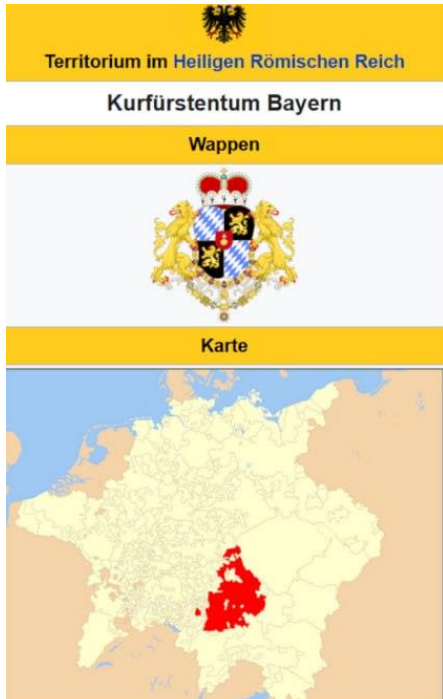 Territorium im Heiligen Römischen Reich
Kurfürstentum Bayern
Wappen
Karte